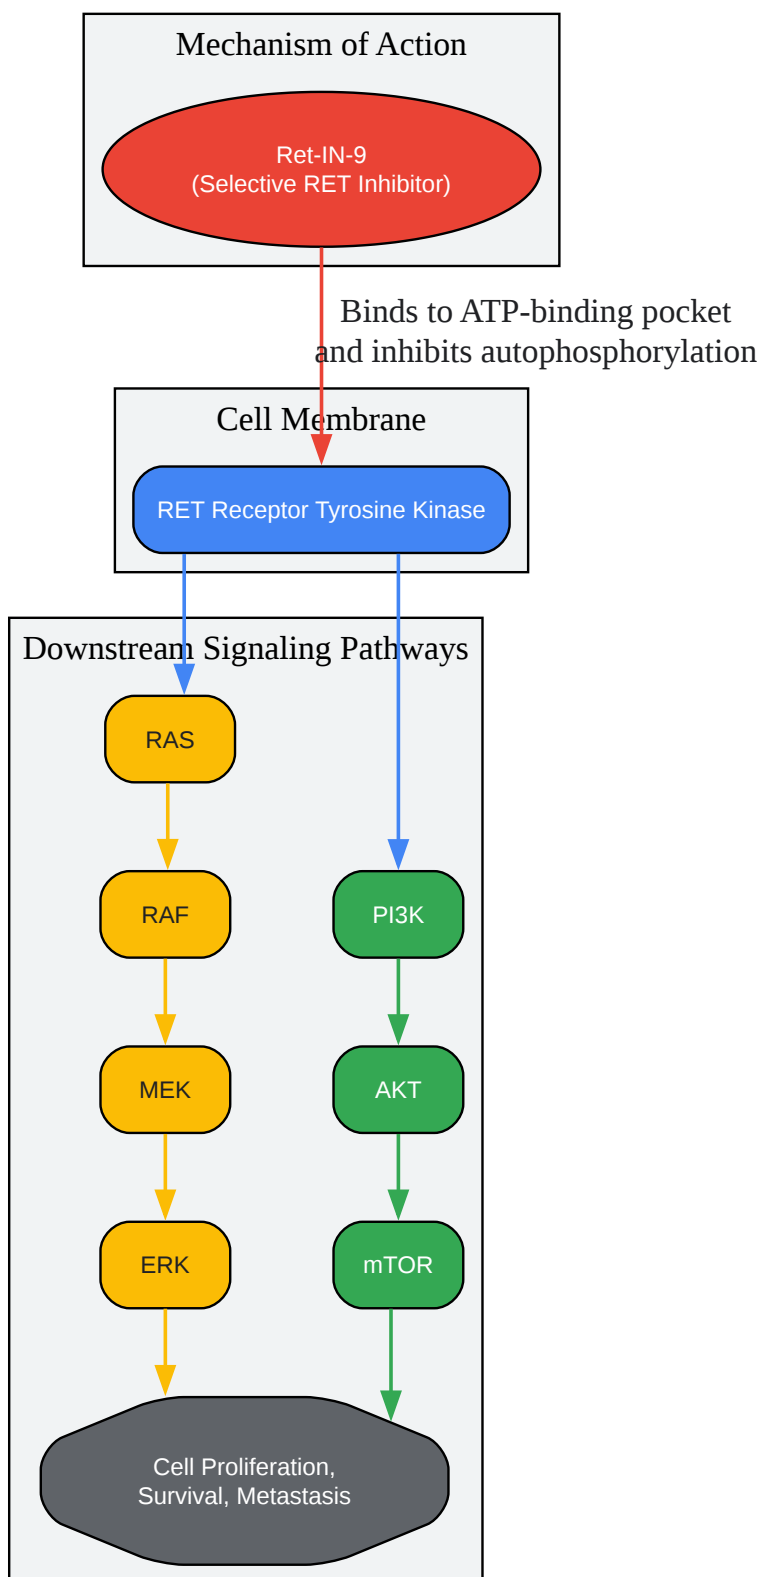 Mechanism of Action
Ret-IN-9
(Selective RET Inhibitor)
Binds to ATP-binding pocket
and inhibits autophosphorylation
Cell Membrane
RET Receptor Tyrosine Kinase
Downstream Signaling Pathways
RAS
RAF
PI3K
MEK
AKT
ERK
mTOR
Cell Proliferation,
Survival, Metastasis